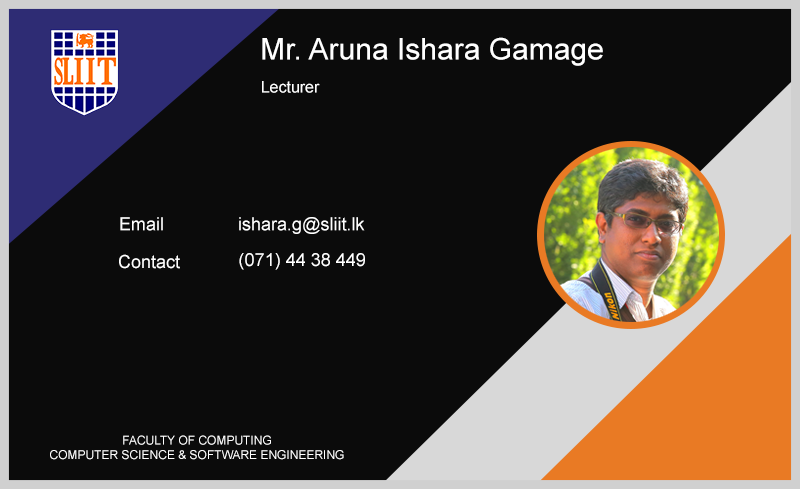 SLIIT
Mr. Aruna Ishara Gamage
Lecturer
Email ishara.g@sliit.lk
Contact (071) 44 38 449
Nikon
FACULTY OF COMPUTING
COMPUTER SCIENCE & SOFTWARE ENGINEERING